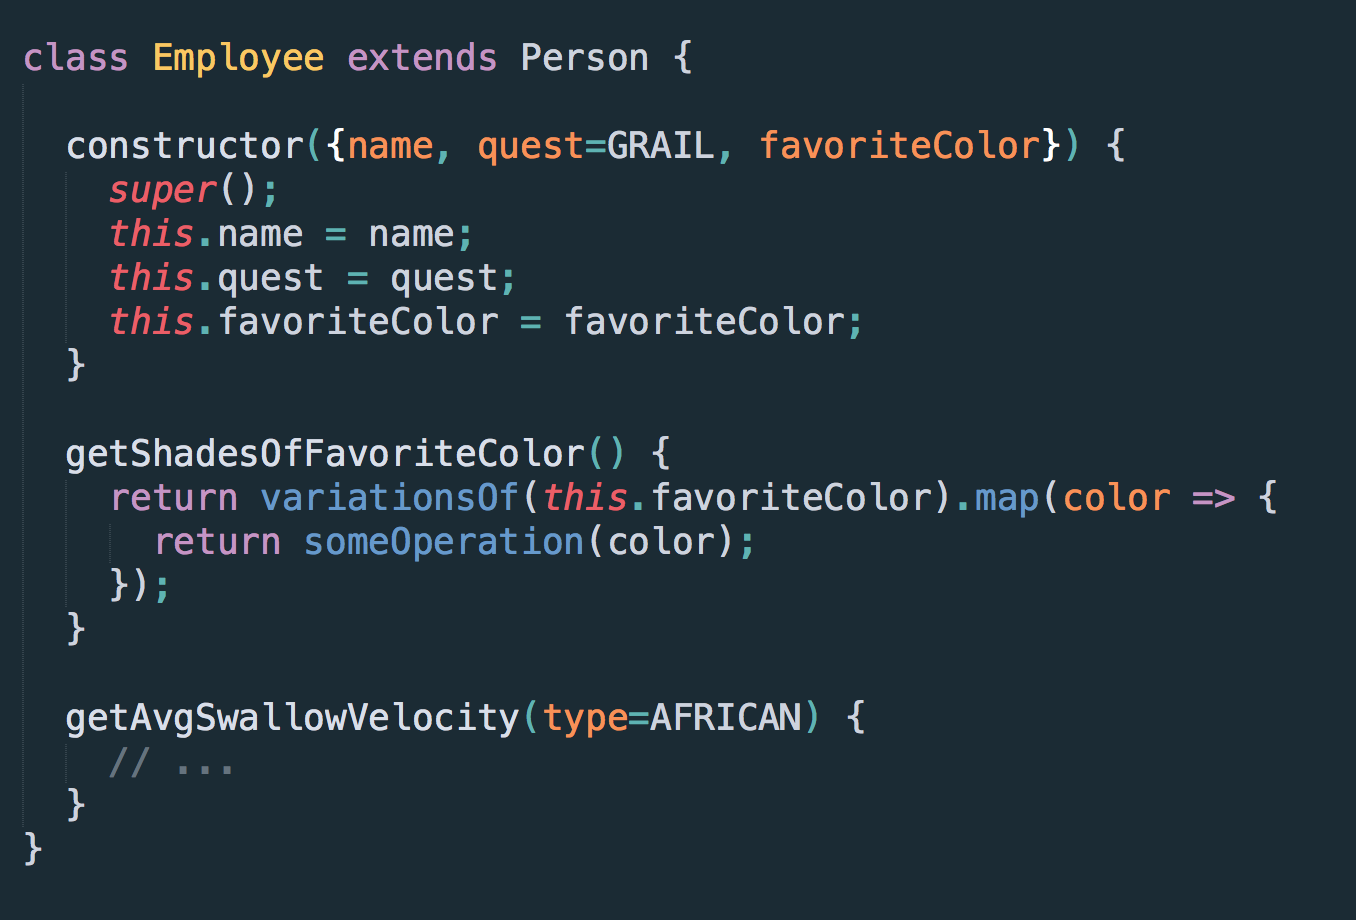 class Employee extends Person {
  constructor({name, quest=GRAIL, favoriteColor}) {
    super();
    this.name = name;
    this.quest = quest;
    this.favoriteColor = favoriteColor;
  }
  getShadesOfFavoriteColor() {
    return variationsOf(this.favoriteColor).map(color => {
      return someOperation(color);
    });
  }
  getAvgSwallowVelocity(type=AFRICAN) {
    // ...
  }
}